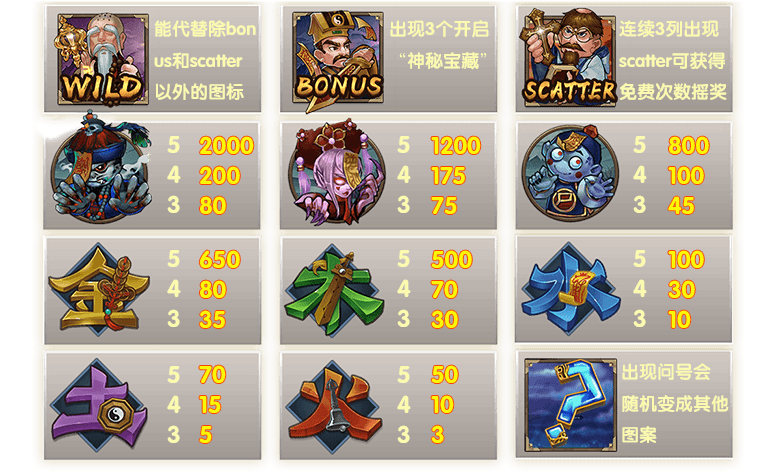 WILD
能代替除bon
us和scatter
以外的图标
BONUS
出现3个开启
“神秘宝藏”
SCATTER
连续3列出现
scatter可获得
免费次数摇奖
5 2000
4 200
3 80
5 1200
4 175
3 75
5 800
4 100
3 45
金
5 650
4 80
3 35
木
5 500
4 70
3 30
水
5 100
4 30
3 10
土
5 70
4 15
3 5
火
5 50
4 10
3 3
?
出现问号会
随机变成其他
图案